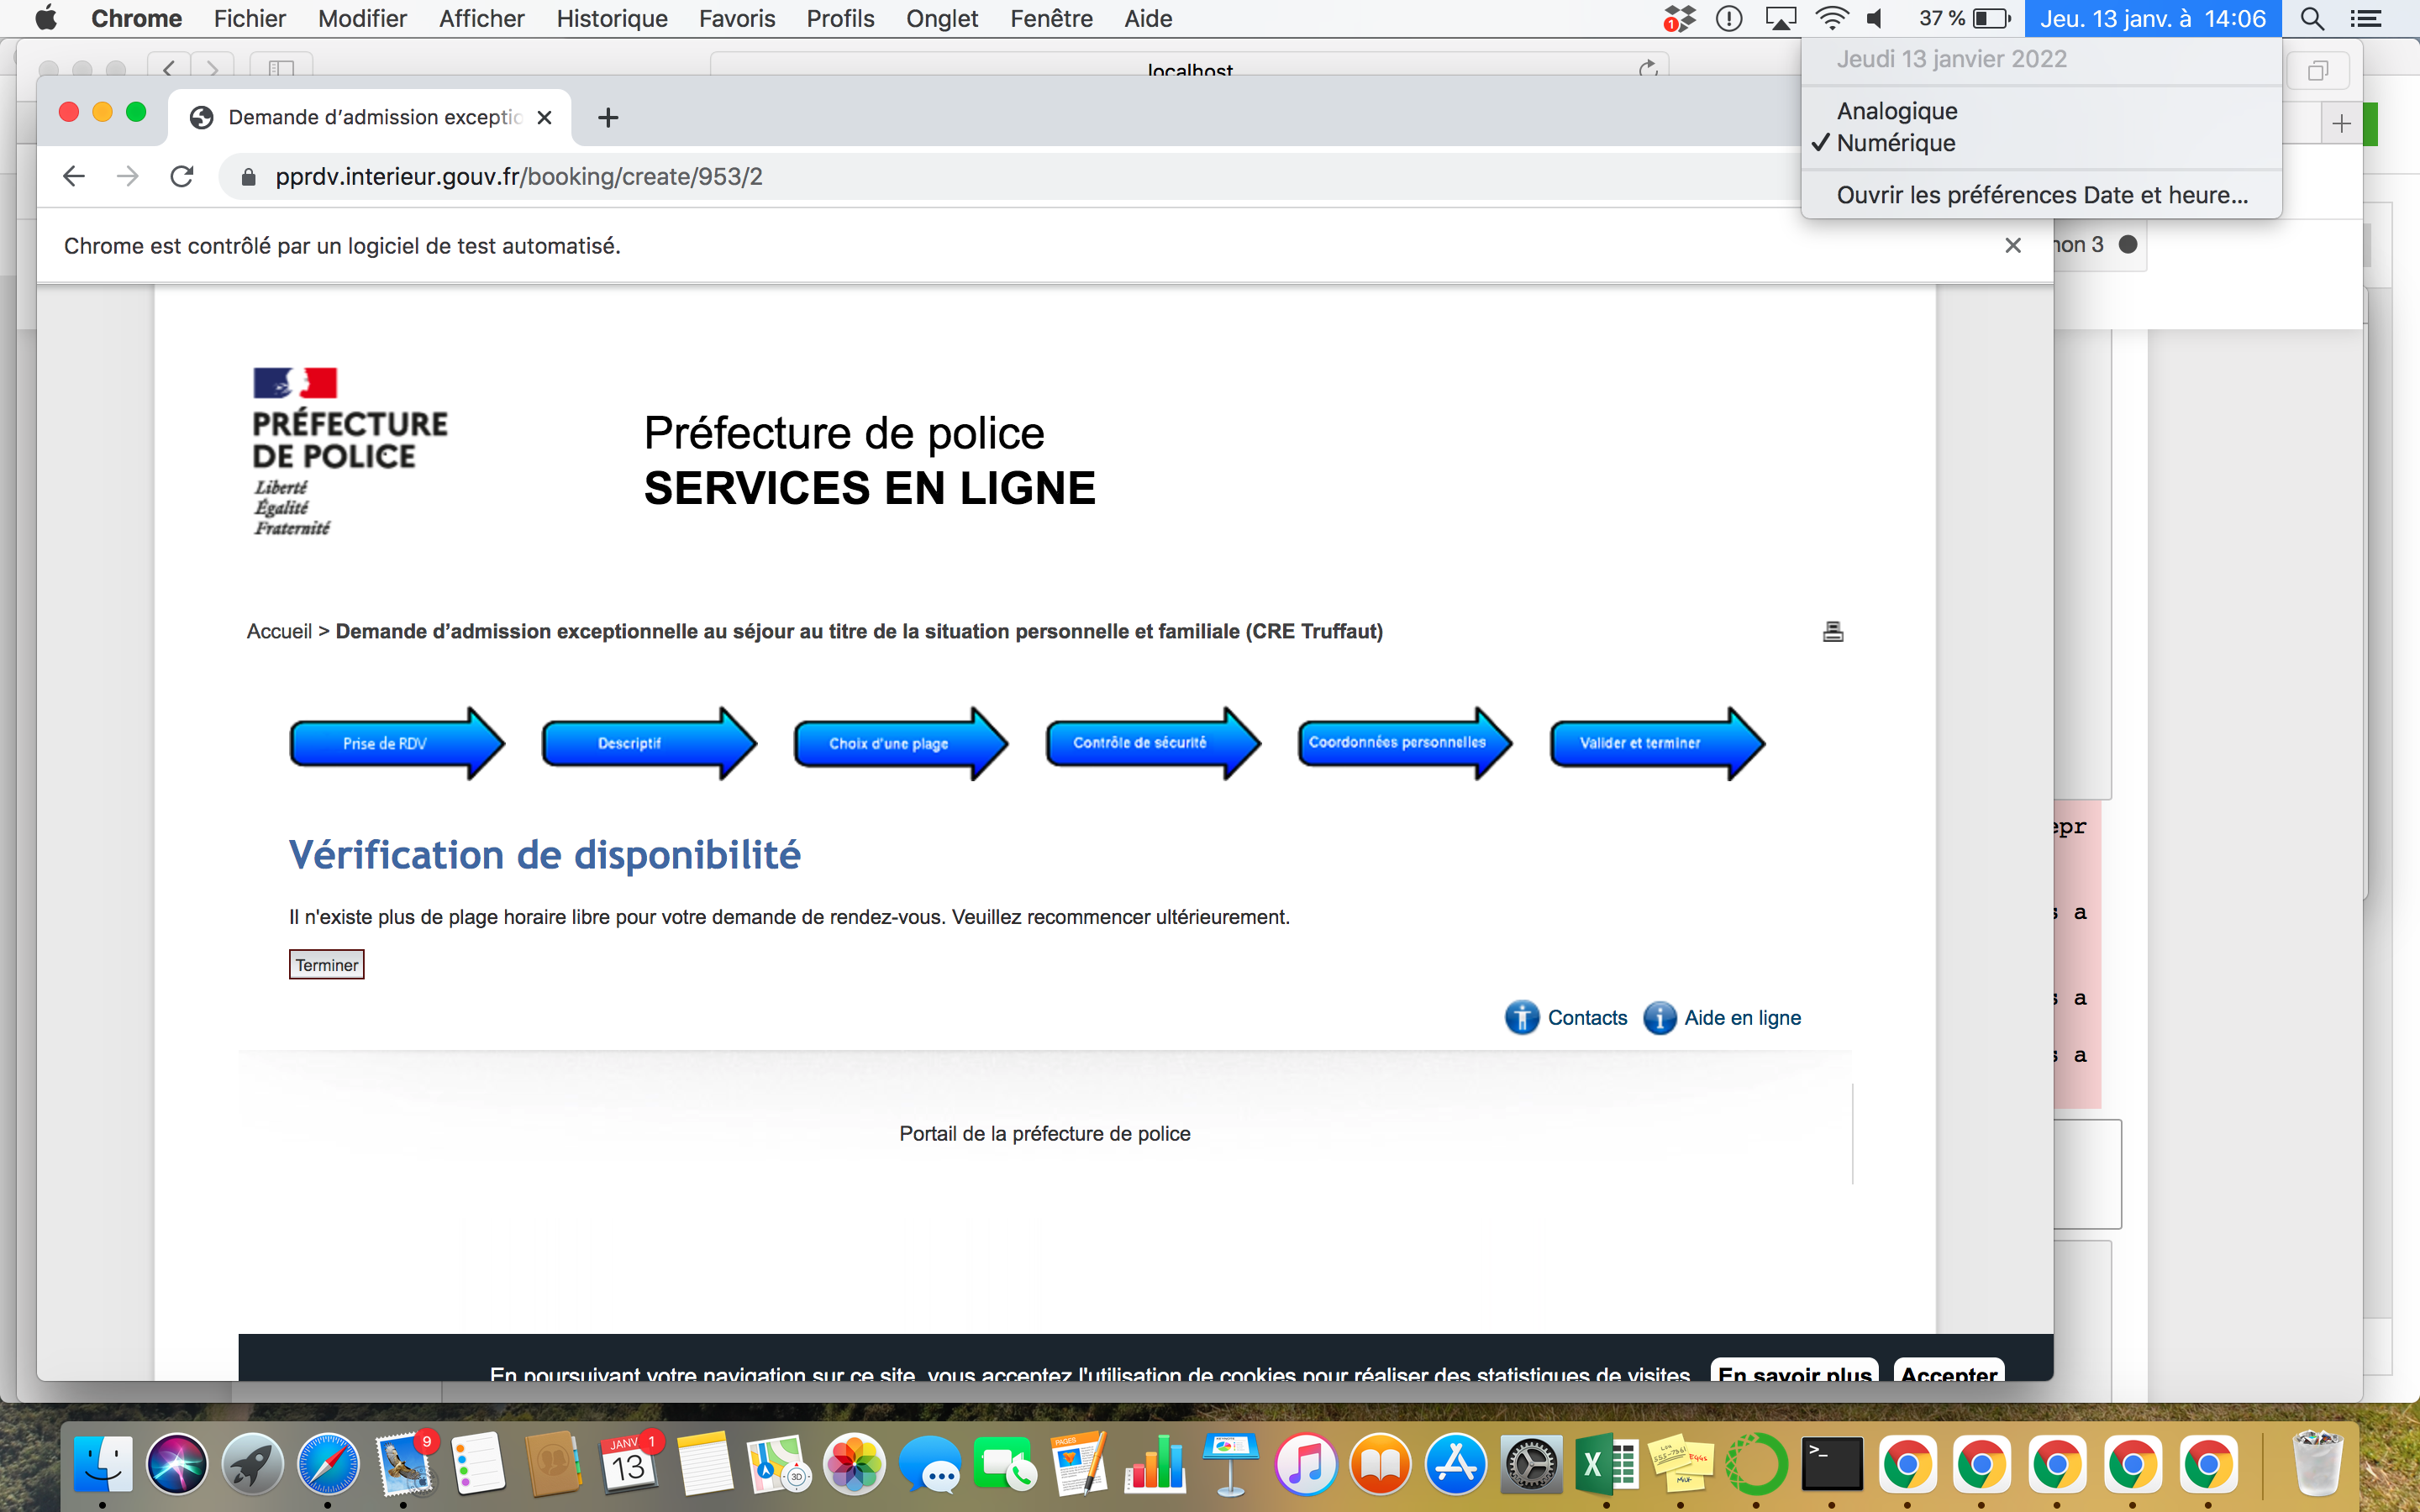 Chrome Fichier Modifier Afficher Historique Favoris Profils Onglet Fenêtre Aide 1 37 % Jeu. 13 janv. à 14:06
Jeudi 13 janvier 2022
Analogique
✓ Numérique
Ouvrir les préférences Date et heure...
localhost
Demande d’admission exceptio
pprdv.interieur.gouv.fr/booking/create/953/2
Chrome est contrôlé par un logiciel de test automatisé.
non 3
PRÉFECTURE
DE POLICE
Liberté
Égalité
Fraternité
Préfecture de police
SERVICES EN LIGNE
Accueil > Demande d’admission exceptionnelle au séjour au titre de la situation personnelle et familiale (CRE Truffaut)
Prise de RDV Descriptif Choix d'une plage Contrôle de sécurité Coordonnées personnelles Valider et terminer
epr
Vérification de disponibilité
Il n'existe plus de plage horaire libre pour votre demande de rendez-vous. Veuillez recommencer ultérieurement.
s a
Terminer
s a
Contacts Aide en ligne
s a
Portail de la préfecture de police
En poursuivant votre navigation sur ce site, vous acceptez l'utilisation de cookies pour réaliser des statistiques de visites En savoir plus Accepter
9
JANV 1
13
3D
PAGES
>_